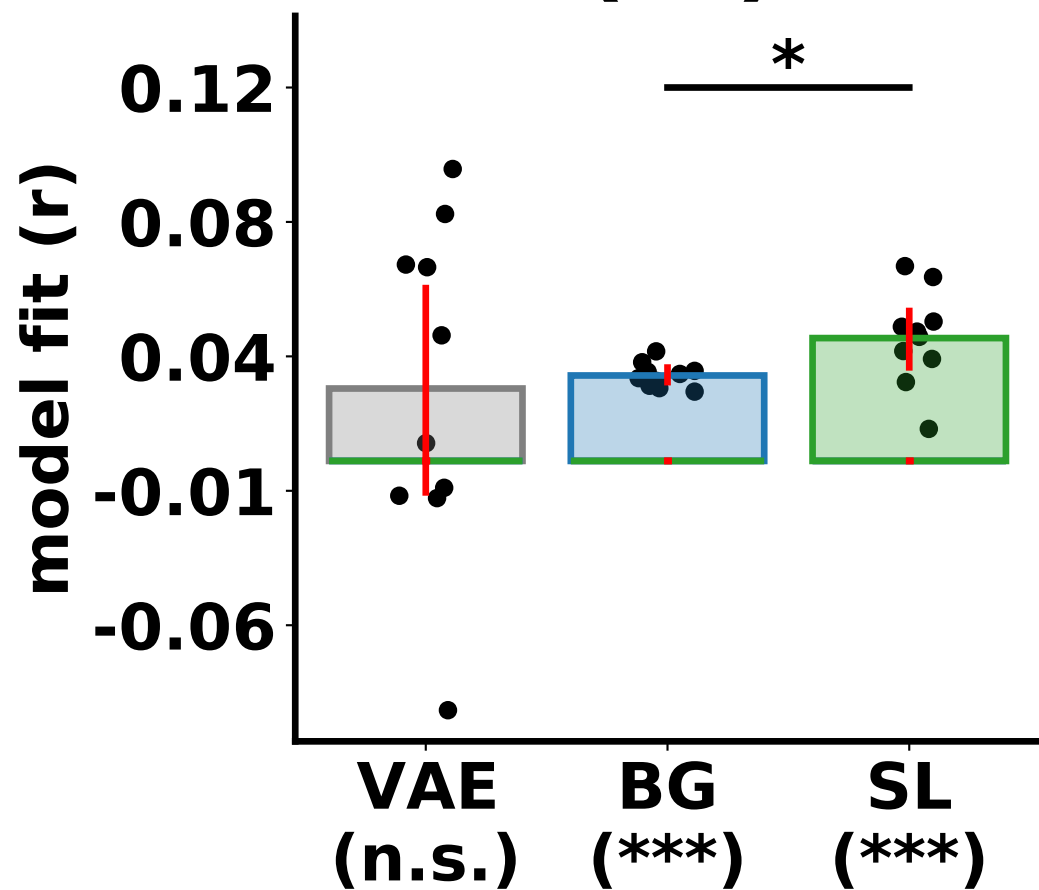 *
0.12
0.08
0.04
-0.01
-0.06
model fit (r)
VAE BG SL
(n.s.) (***) (***)